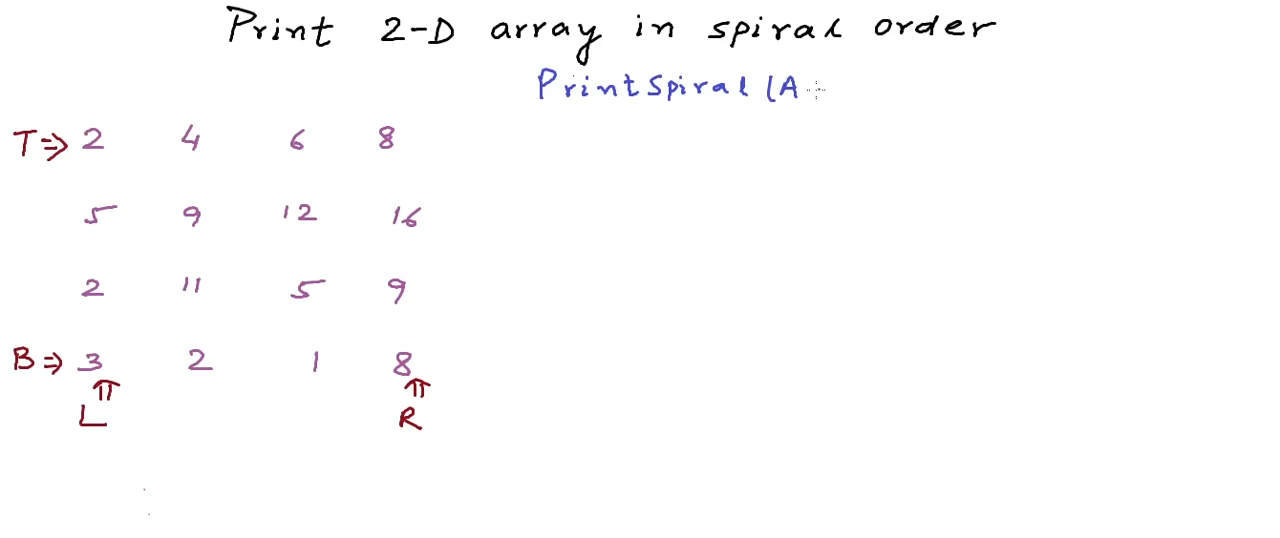 Print 2-D array in spiral order
PrintSpiral(A
T⇒ 2 4 6 8
5 9 12 16
2 11 5 9
B⇒ 3 2 1 8
L R